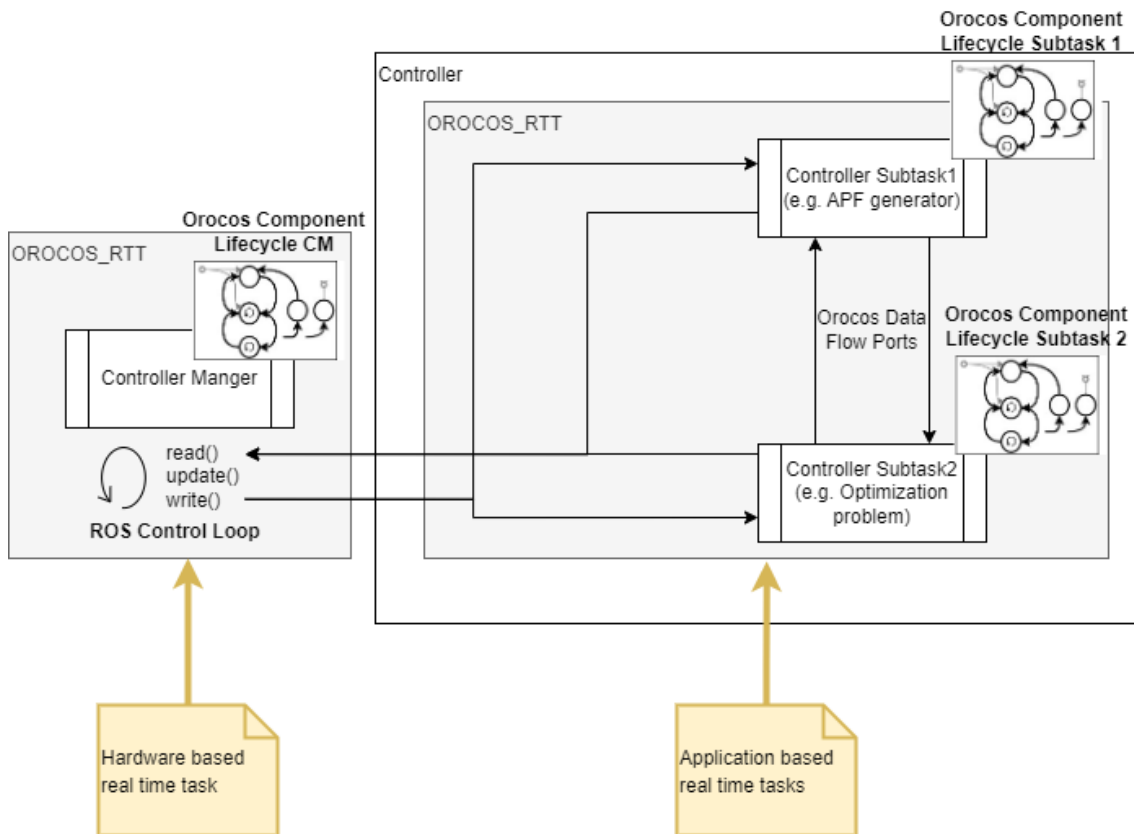 Orocos Component
Lifecycle Subtask 1
Controller
OROCOS_RTT
Controller Subtask1
(e.g. APF generator)
Orocos Component
Lifecycle CM
OROCOS_RTT
Controller Manger
read()
update()
write()
ROS Control Loop
Orocos Data
Flow Ports
Orocos Component
Lifecycle Subtask 2
Controller Subtask2
(e.g. Optimization
problem)
Hardware based
real time task
Application based
real time tasks